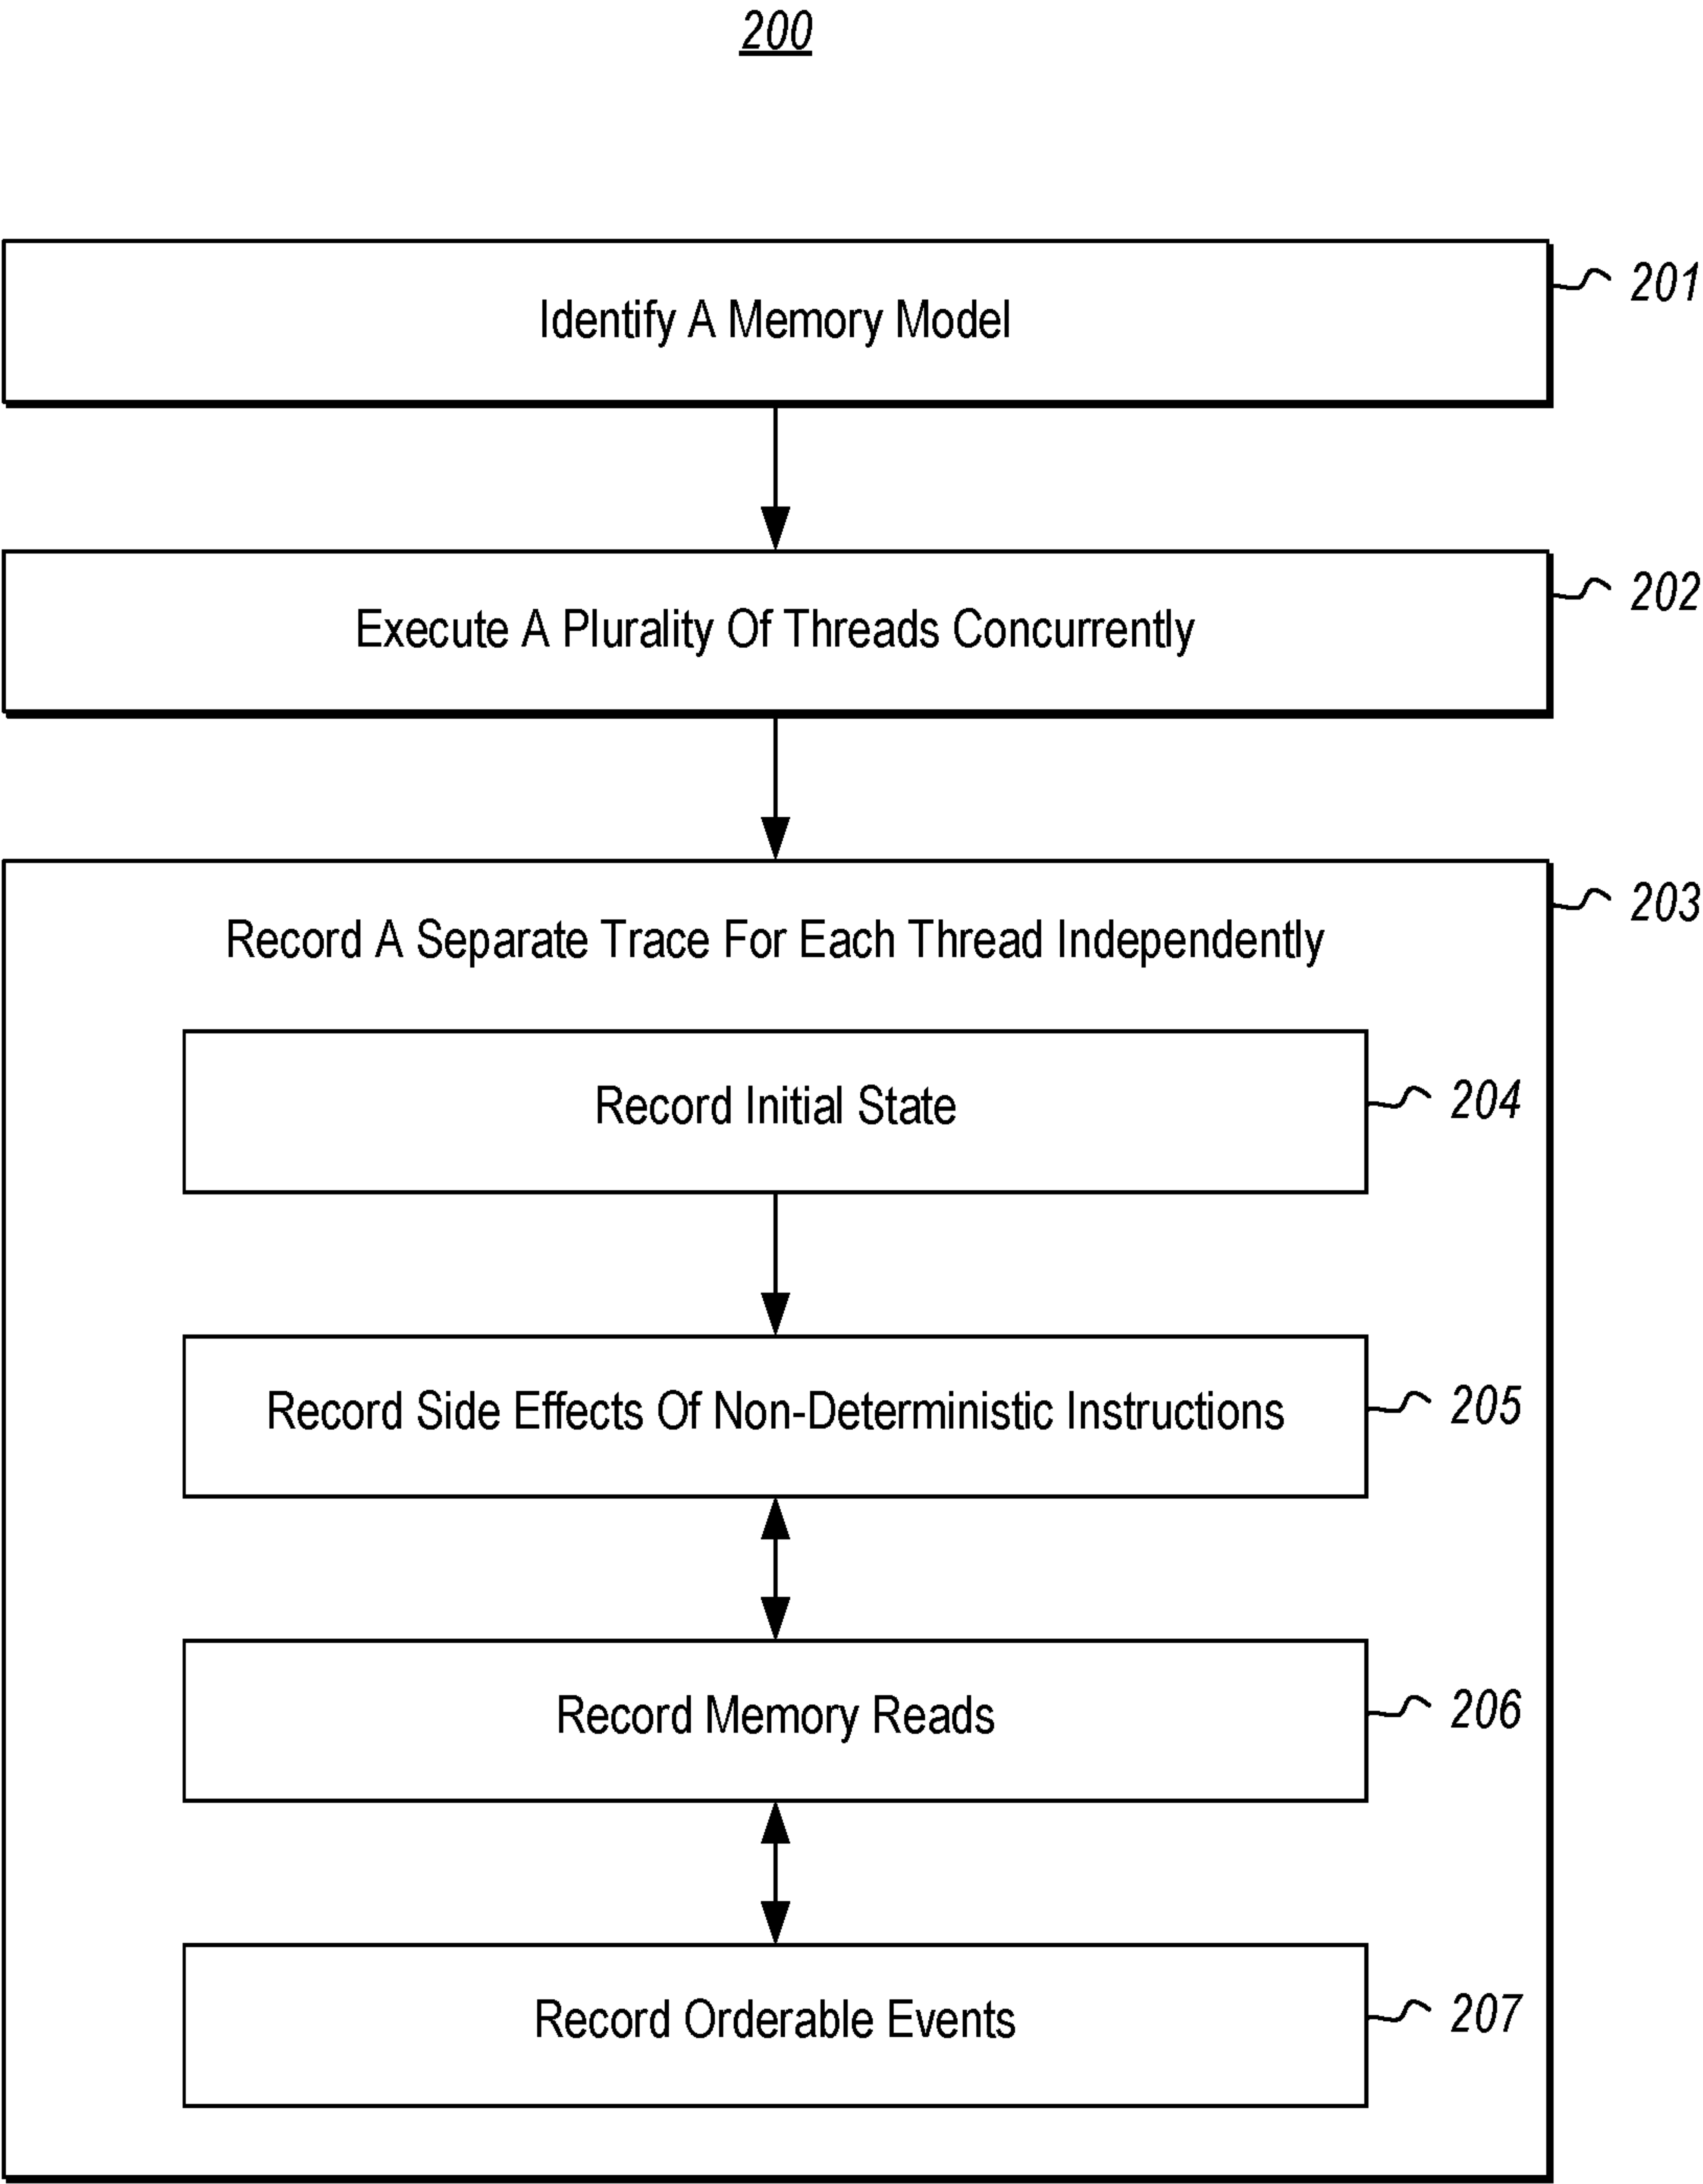 200
Identify A Memory Model
201
Execute A Plurality Of Threads Concurrently
202
Record A Separate Trace For Each Thread Independently
203
Record Initial State
204
Record Side Effects Of Non-Deterministic Instructions
205
Record Memory Reads
206
Record Orderable Events
207